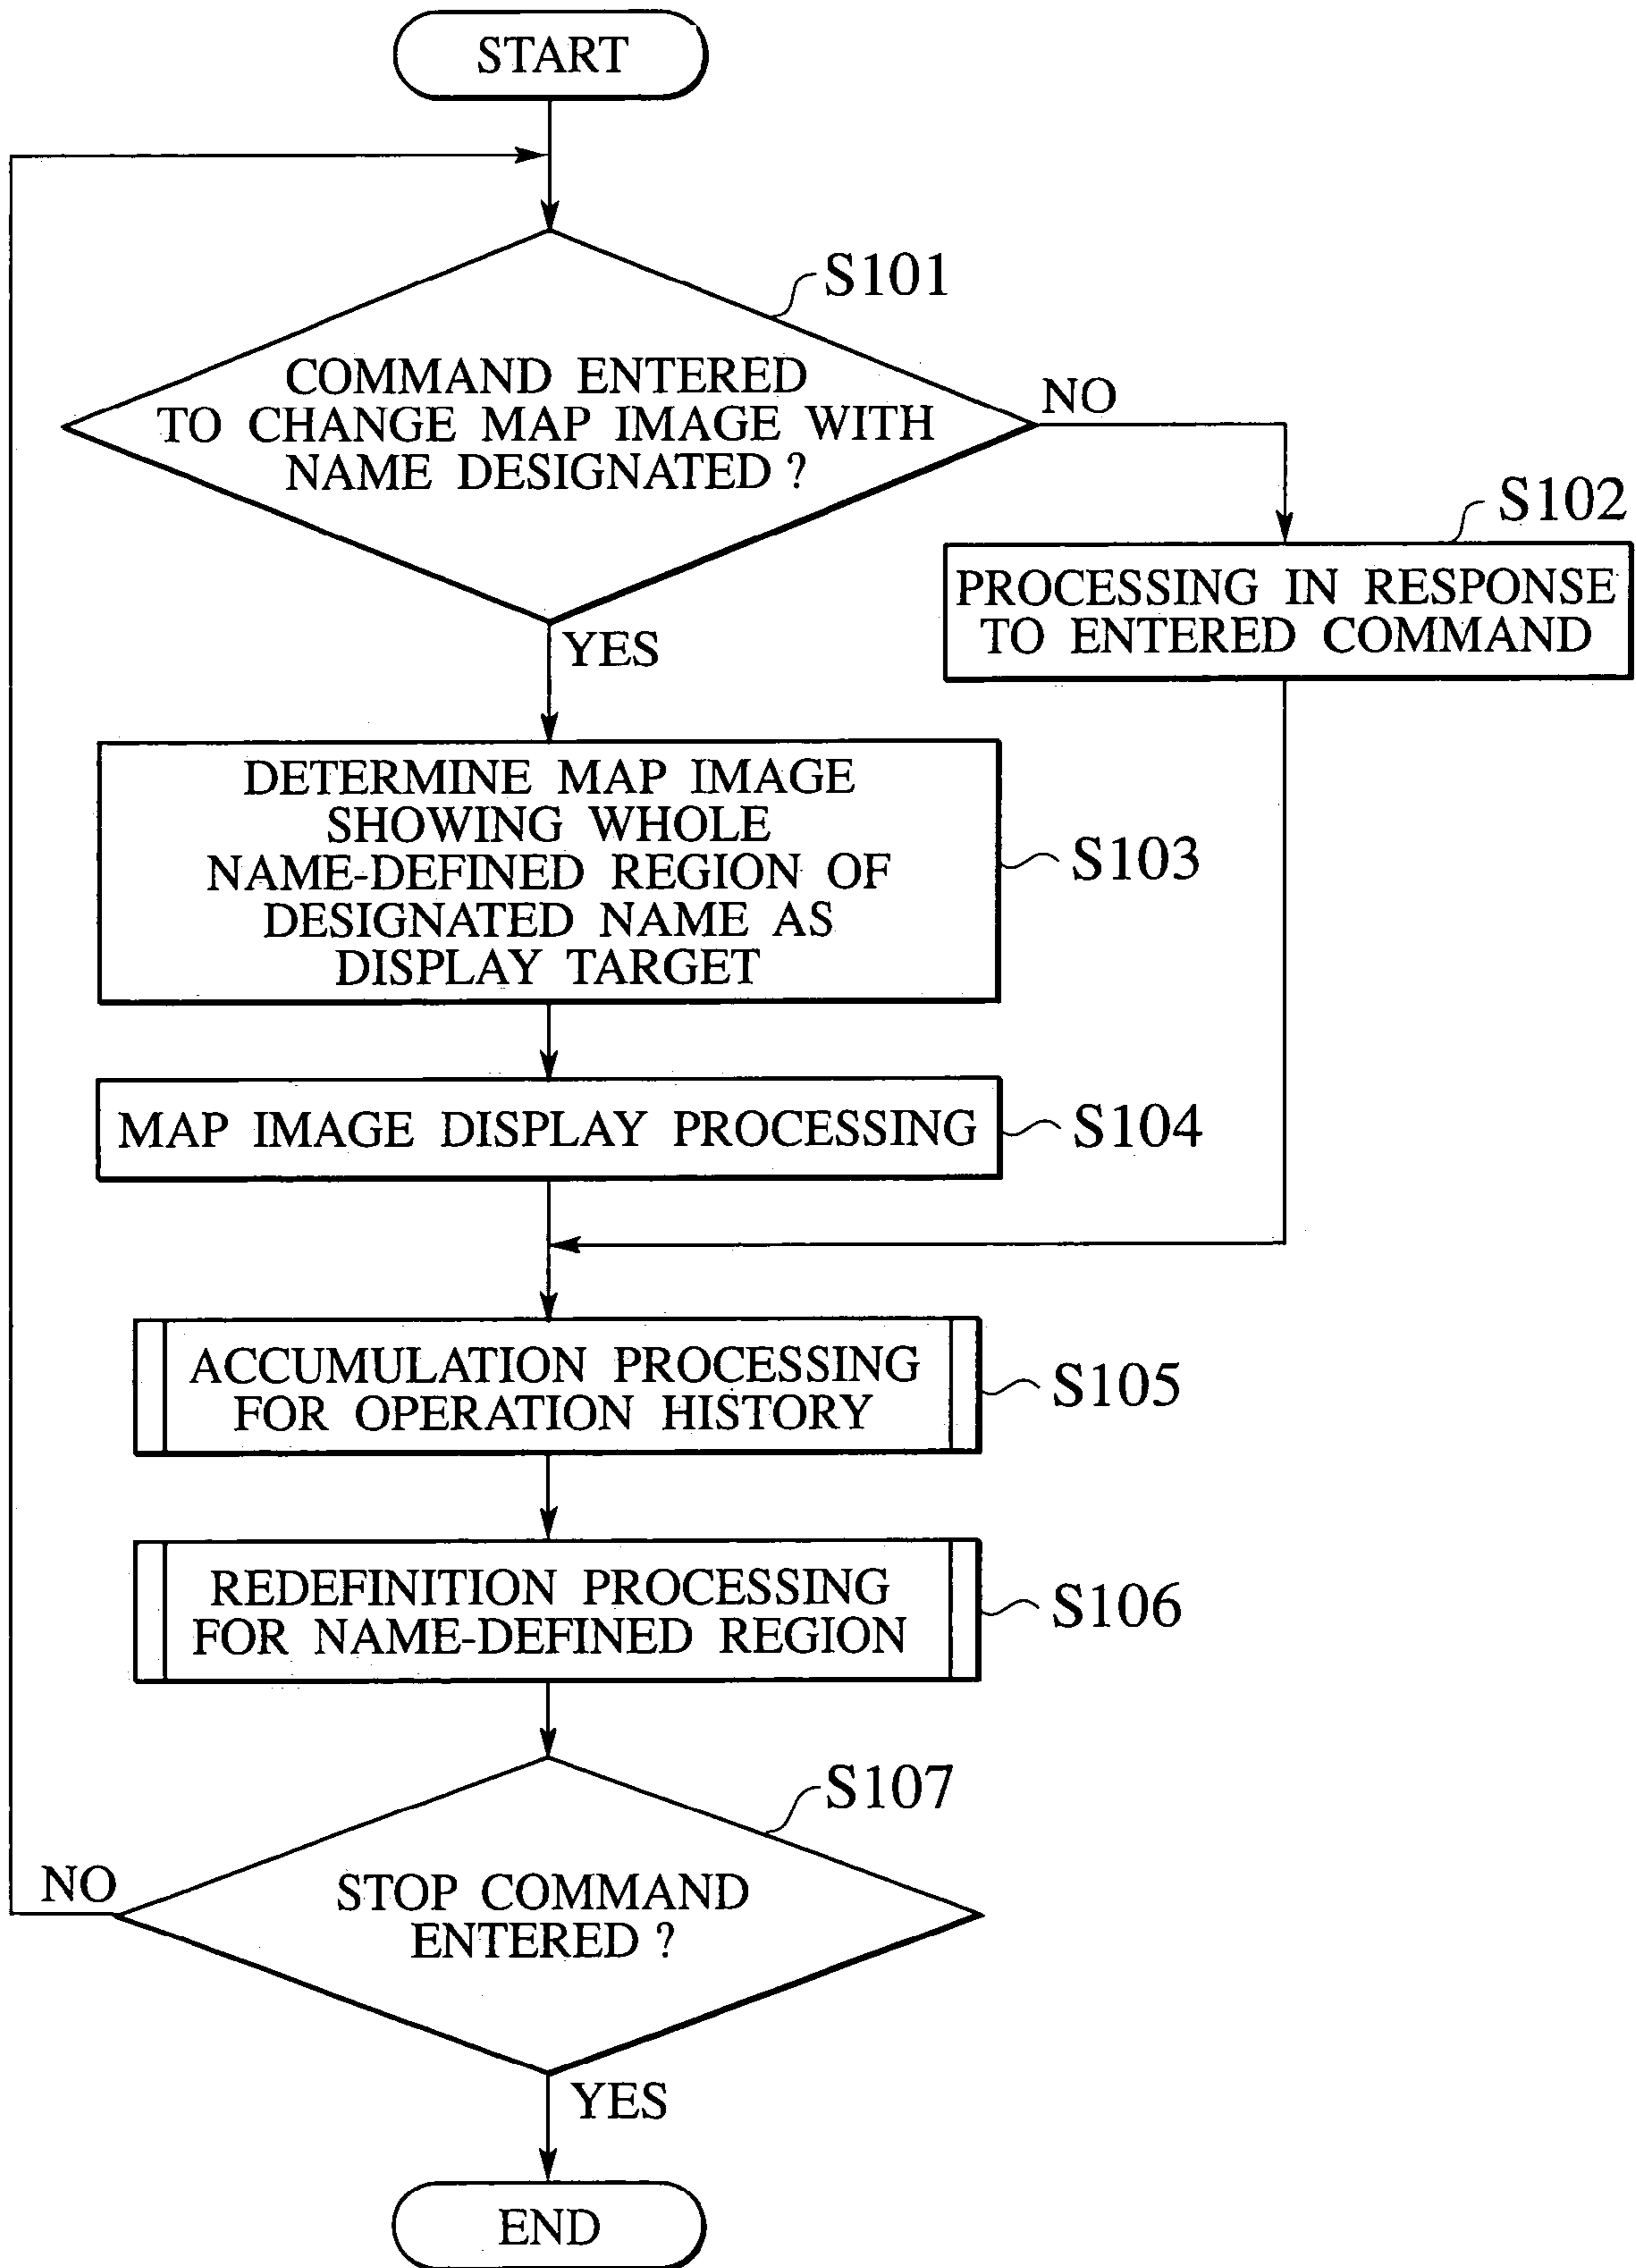 START
S101
COMMAND ENTERED
TO CHANGE MAP IMAGE WITH
NAME DESIGNATED ?
NO
S102
PROCESSING IN RESPONSE
TO ENTERED COMMAND
YES
DETERMINE MAP IMAGE
SHOWING WHOLE
NAME-DEFINED REGION OF
DESIGNATED NAME AS
DISPLAY TARGET
S103
MAP IMAGE DISPLAY PROCESSING
S104
ACCUMULATION PROCESSING
FOR OPERATION HISTORY
S105
REDEFINITION PROCESSING
FOR NAME-DEFINED REGION
S106
S107
NO
STOP COMMAND
ENTERED ?
YES
END